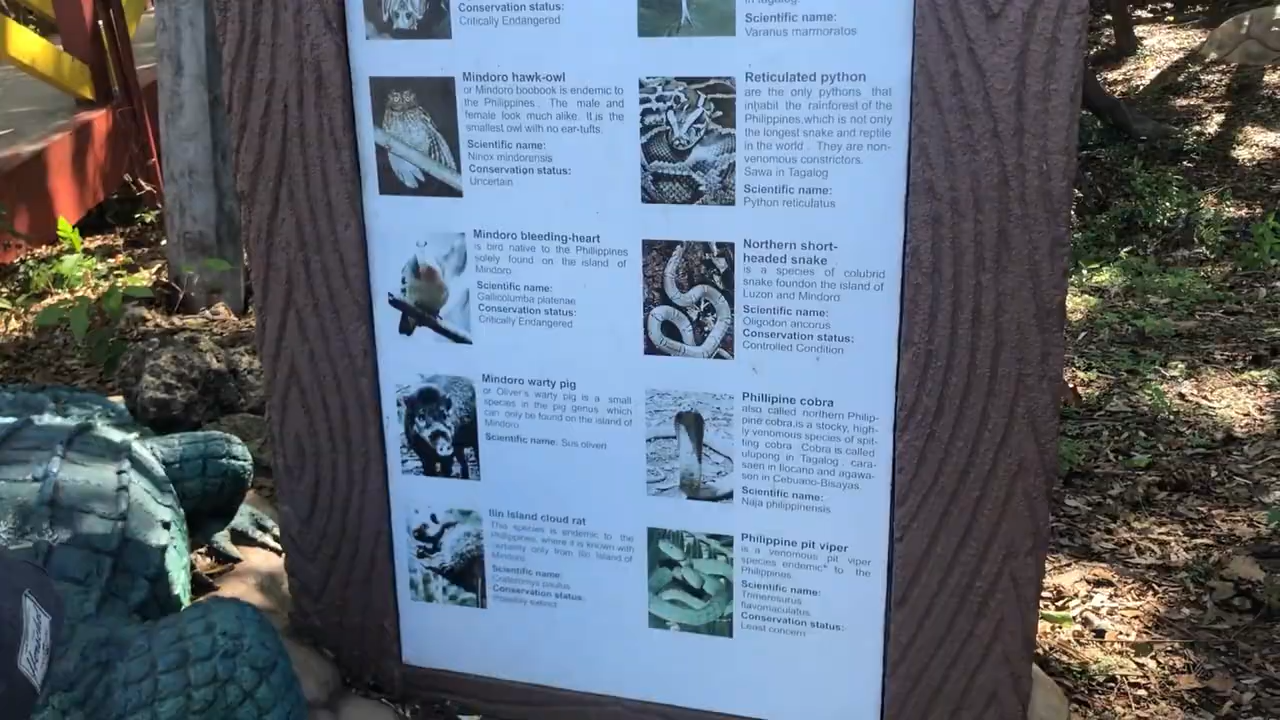 Conservation status:
Critically Endangered
Mindoro hawk-owl
or Mindoro boobook is endemic to
the Philippines . The male and
female look much alike. It is the
smallest owl with no ear-tufts.
Scientific name:
Ninox mindorensis
Conservation status:
Uncertain
Mindoro bleeding-heart
is bird native to the Phillippines
solely found on the island of
Mindoro.
Scientific name:
Gallicolumba platenae
Conservation status:
Critically Endangered
Mindoro warty pig
or Oliver's warty pig is a small
species in the pig genus which
can only be found on the island of
Mindoro.
Scientific name: Sus oliveri
Ilin Island cloud rat
This species is endemic to the
Philippines, where it is known with
certainty only from Ilin Island of
Mindoro.
Scientific name:
Crateromys paulus
Conservation status:
Possibly extinct
in tagalog.
Scientific name:
Varanus marmoratos
Reticulated python
are the only pythons that
inhabit the rainforest of the
Philippines,which is not only
the longest snake and reptile
in the world . They are non-
venomous constrictors.
Sawa in Tagalog
Scientific name:
Python reticulatus
Northern short-
headed snake
is a species of colubrid
snake foundon the island of
Luzon and Mindoro
Scientific name:
Oligodon ancorus
Conservation status:
Controlled Condition
Phillipine cobra
also called northern Philip-
pine cobra,is a stocky, high-
ly venomous species of spit-
ting cobra. Cobra is called
ulupong in Tagalog , cara-
saen in Ilocano and agawa-
son in Cebuano-Bisayas.
Scientific name:
Naja philippinensis
Philippine pit viper
is a venomous pit viper
species endemic to the
Philippines.
Scientific name:
Trimeresurus
flavomaculatus
Conservation status:
Least concern